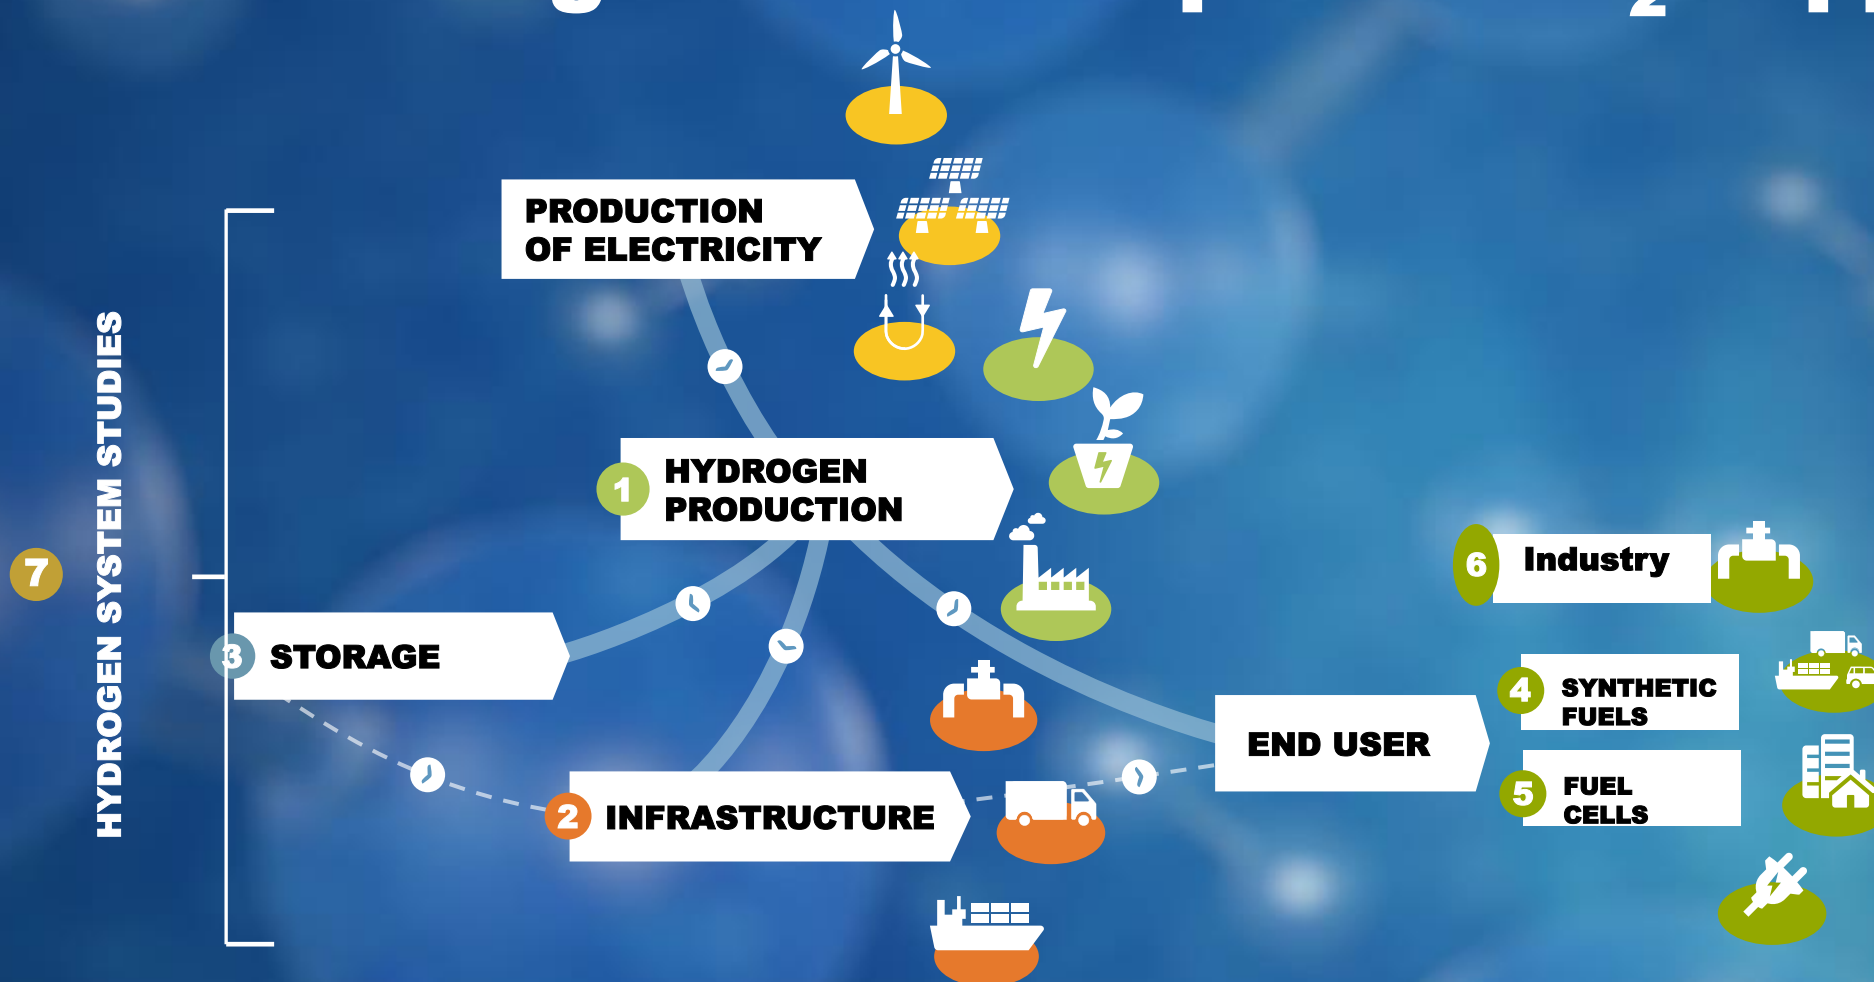 PRODUCTION
OF ELECTRICITY
HYDROGEN SYSTEM STUDIES
7
1
HYDROGEN
PRODUCTION
6
Industry
3
STORAGE
4
SYNTHETIC
FUELS
END USER
5
FUEL
CELLS
2
INFRASTRUCTURE